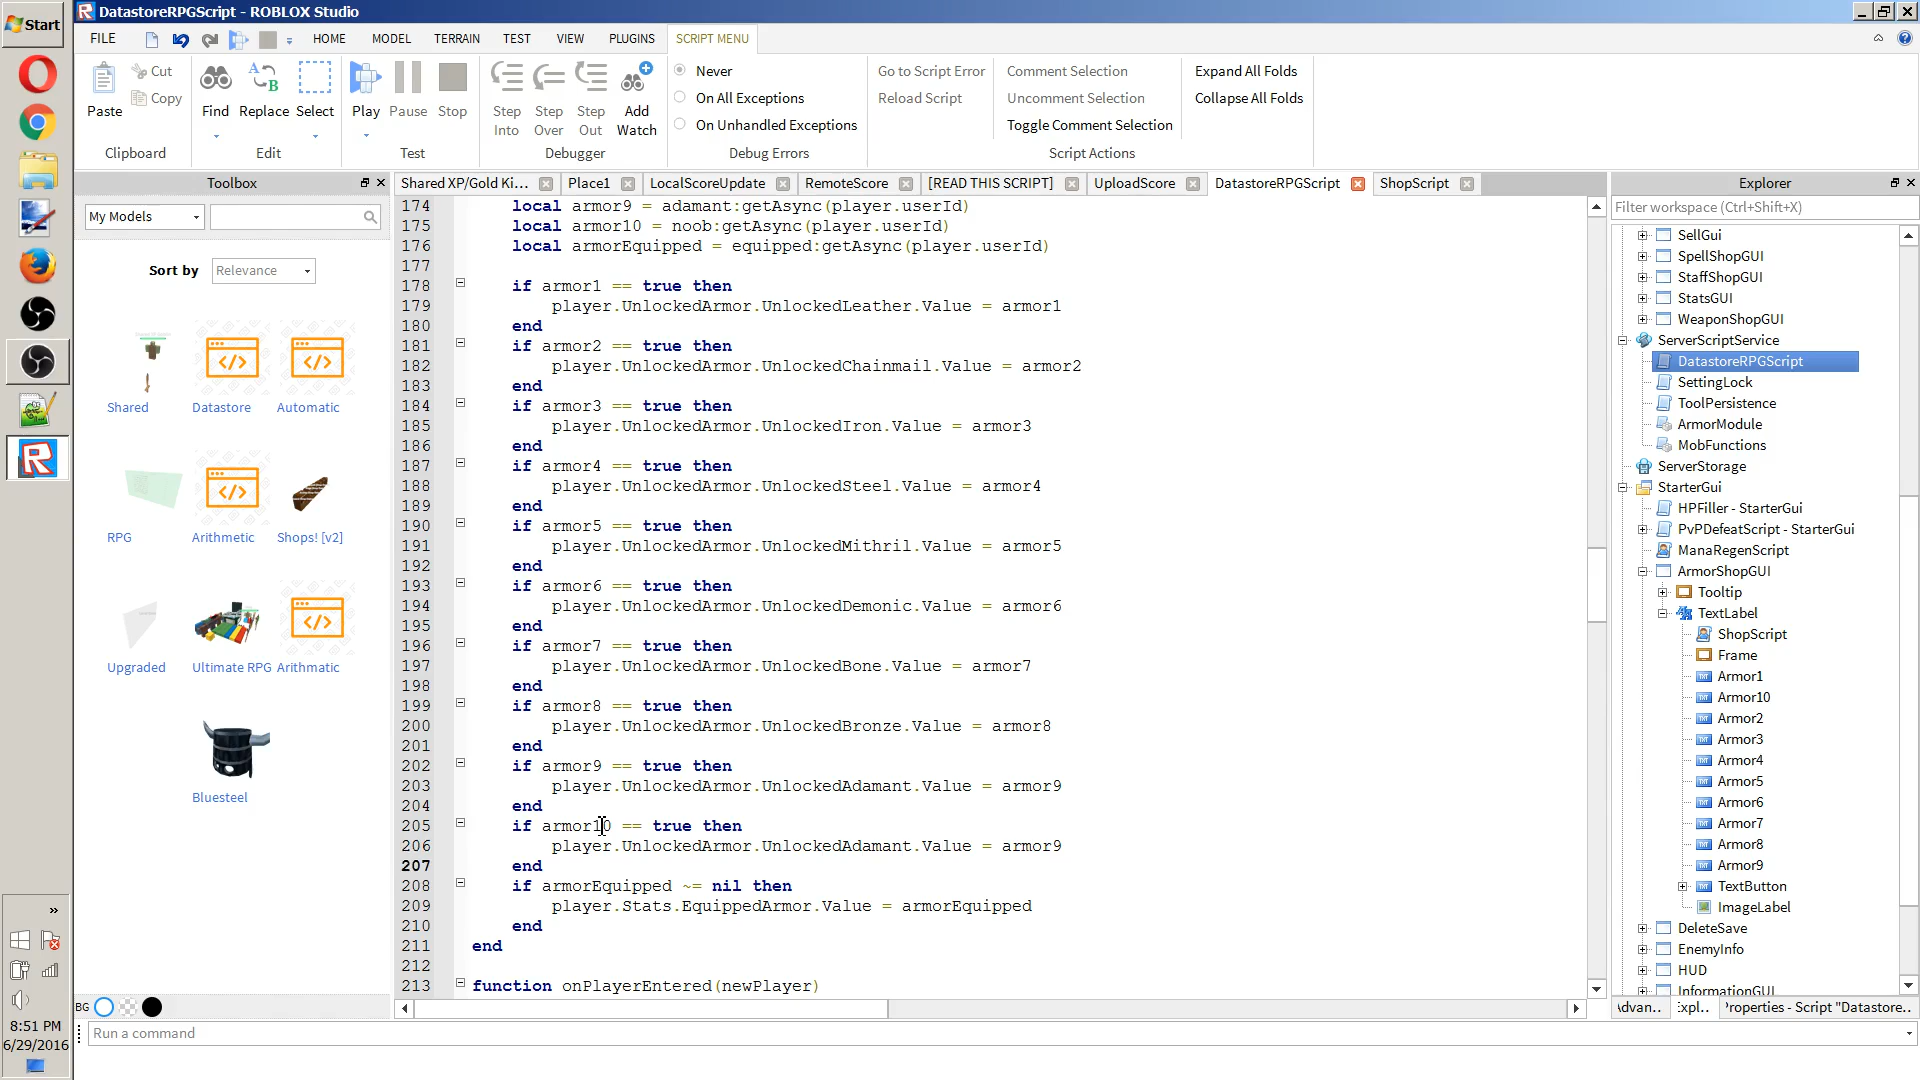 Start
DatastoreRPGScript - ROBLOX Studio
FILE
HOME
MODEL
TERRAIN
TEST
VIEW
PLUGINS
SCRIPT MENU
Paste
Cut
Copy
Clipboard
Find
Replace
Select
Edit
Play
Pause
Stop
Test
Step Into
Step Over
Step Out
Add Watch
Debugger
Never
On All Exceptions
On Unhandled Exceptions
Debug Errors
Go to Script Error
Reload Script
Comment Selection
Uncomment Selection
Toggle Comment Selection
Script Actions
Expand All Folds
Collapse All Folds
Toolbox
My Models
Sort by
Relevance
Shared
Datastore
Automatic
RPG
Arithmetic
Shops! [v2]
Upgraded
Ultimate RPG
Arithmatic
Bluesteel
BG
Shared XP/Gold Ki...
Place1
LocalScoreUpdate
RemoteScore
[READ THIS SCRIPT]
UploadScore
DatastoreRPGScript
ShopScript
174 local armor9 = adamant:getAsync(player.userId)
175 local armor10 = noob:getAsync(player.userId)
176 local armorEquipped = equipped:getAsync(player.userId)
177
178 if armor1 == true then
179 player.UnlockedArmor.UnlockedLeather.Value = armor1
180 end
181 if armor2 == true then
182 player.UnlockedArmor.UnlockedChainmail.Value = armor2
183 end
184 if armor3 == true then
185 player.UnlockedArmor.UnlockedIron.Value = armor3
186 end
187 if armor4 == true then
188 player.UnlockedArmor.UnlockedSteel.Value = armor4
189 end
190 if armor5 == true then
191 player.UnlockedArmor.UnlockedMithril.Value = armor5
192 end
193 if armor6 == true then
194 player.UnlockedArmor.UnlockedDemonic.Value = armor6
195 end
196 if armor7 == true then
197 player.UnlockedArmor.UnlockedBone.Value = armor7
198 end
199 if armor8 == true then
200 player.UnlockedArmor.UnlockedBronze.Value = armor8
201 end
202 if armor9 == true then
203 player.UnlockedArmor.UnlockedAdamant.Value = armor9
204 end
205 if armor10 == true then
206 player.UnlockedArmor.UnlockedAdamant.Value = armor9
207 end
208 if armorEquipped ~= nil then
209 player.Stats.EquippedArmor.Value = armorEquipped
210 end
211 end
212
213 function onPlayerEntered(newPlayer)
Explorer
Filter workspace (Ctrl+Shift+X)
SellGui
SpellShopGUI
StaffShopGUI
StatsGUI
WeaponShopGUI
ServerScriptService
DatastoreRPGScript
SettingLock
ToolPersistence
ArmorModule
MobFunctions
ServerStorage
StarterGui
HPFiller - StarterGui
PvPDefeatScript - StarterGui
ManaRegenScript
ArmorShopGUI
Tooltip
TextLabel
ShopScript
Frame
Armor1
Armor10
Armor2
Armor3
Armor4
Armor5
Armor6
Armor7
Armor8
Armor9
TextButton
ImageLabel
DeleteSave
EnemyInfo
HUD
InformationGUI
Advan..
Expl..
Properties - Script "Datastore..
Run a command
8:51 PM
6/29/2016